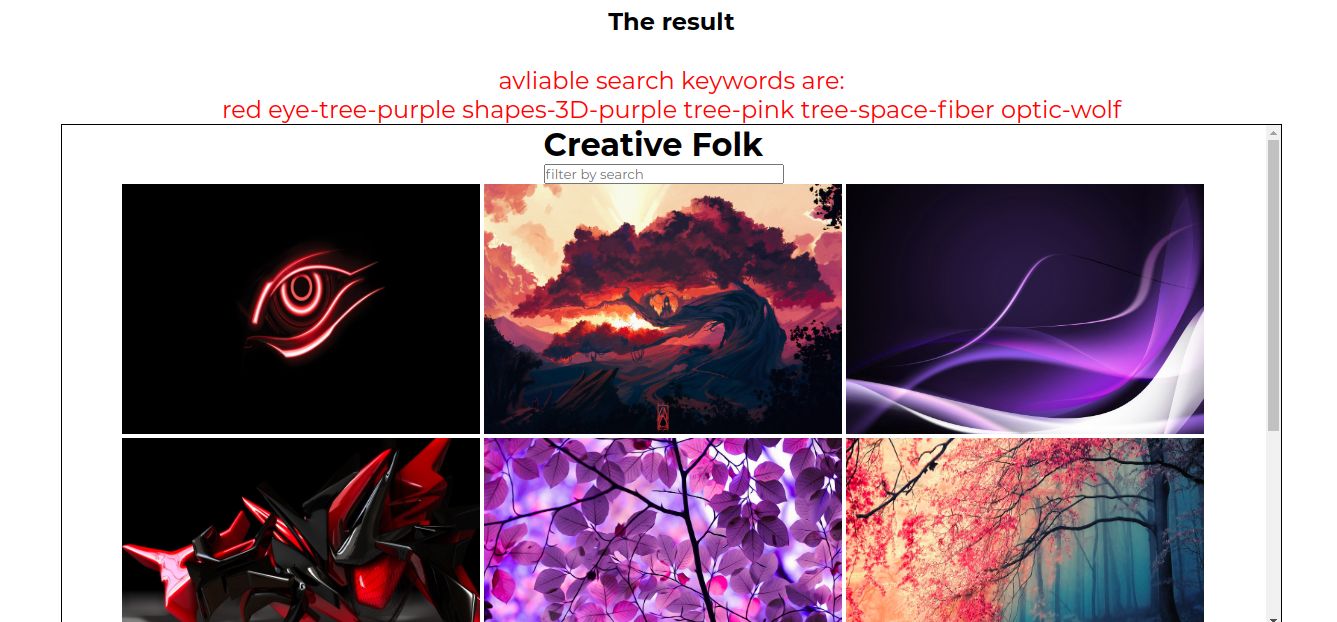 The result
avliable search keywords are:
red eye-tree-purple shapes-3D-purple tree-pink tree-space-fiber optic-wolf
Creative Folk
filter by search